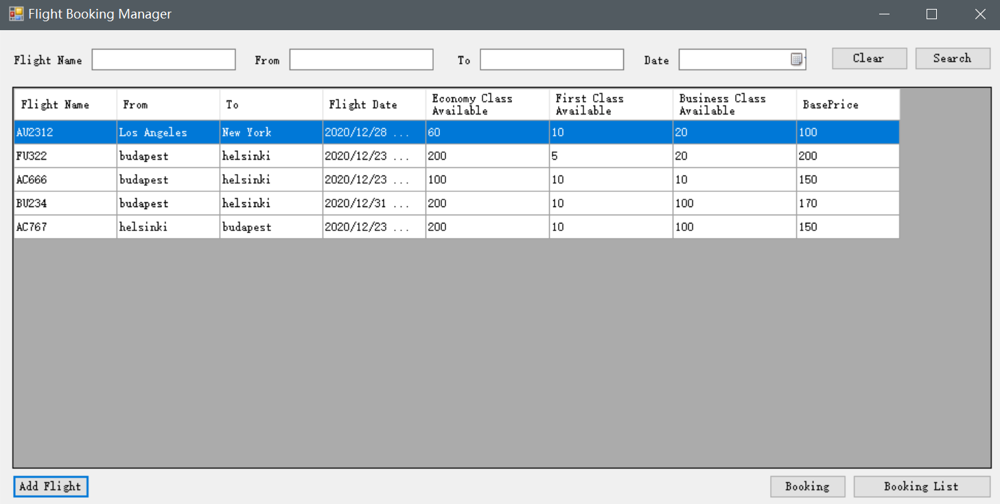 Flight Booking Manager
Flight Name From To Date Clear Search
Flight Name From To Flight Date Economy Class Available First Class Available Business Class Available BasePrice
AU2312 Los Angeles New York 2020/12/28 ... 60 10 20 100
FU322 budapest helsinki 2020/12/23 ... 200 5 20 200
AC666 budapest helsinki 2020/12/23 ... 100 10 10 150
BU234 budapest helsinki 2020/12/31 ... 200 10 100 170
AC767 helsinki budapest 2020/12/23 ... 200 10 100 150
Add Flight Booking Booking List